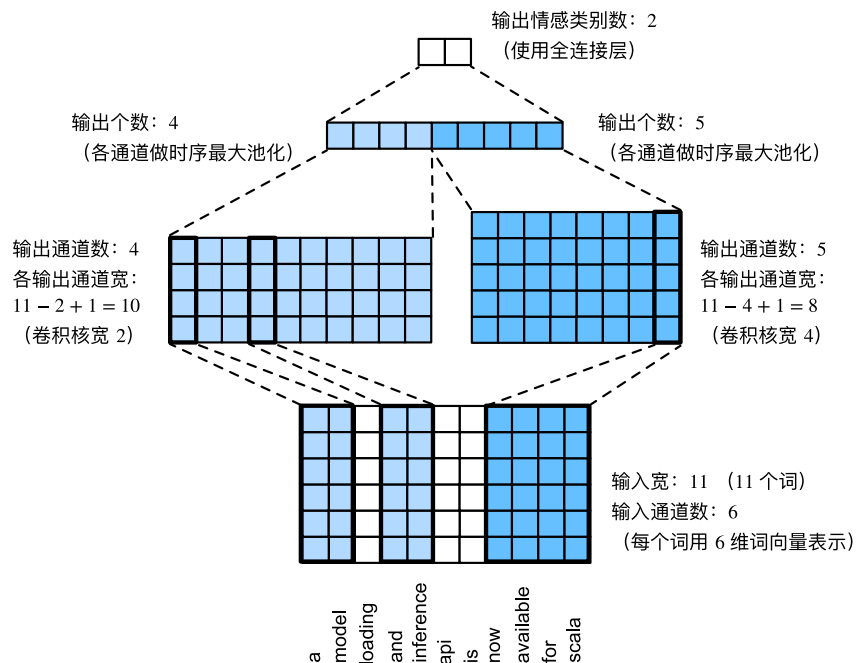 输出情感类别数：2
（使用全连接层）
输出个数：4
（各通道做时序最大池化）
输出个数：5
（各通道做时序最大池化）
输出通道数：4
各输出通道宽：
11 − 2 + 1 = 10
（卷积核宽 2）
输出通道数：5
各输出通道宽：
11 − 4 + 1 = 8
（卷积核宽 4）
输入宽：11 （11 个词）
输入通道数：6
（每个词用 6 维词向量表示）
a
model
loading
and
inference
api
is
now
available
for
scala